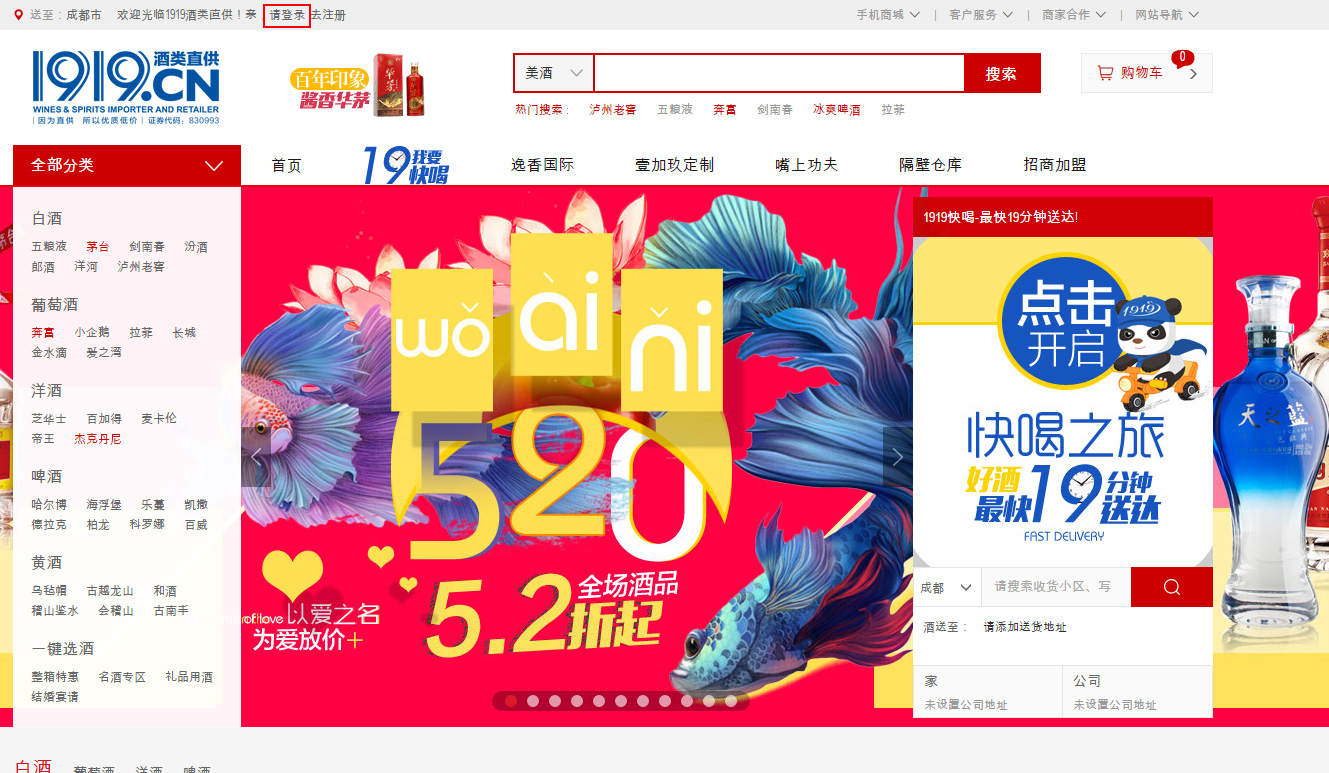 送至：成都市 欢迎光临1919酒类直供！亲，请登录 去注册
手机商城 | 客户服务 | 商家合作 | 网站导航
1919.CN 酒类直供
WINES & SPIRITS IMPORTER AND RETAILER
因为直供 所以优质低价 | 证券代码：830993
百年印象
酱香华茅
美酒 搜索
0
购物车
热门搜索： 泸州老窖 五粮液 奔富 剑南春 冰爽啤酒 拉菲
全部分类 首页 19 我要快喝 逸香国际 壹加玖定制 嘴上功夫 隔壁仓库 招商加盟
白酒
五粮液 茅台 剑南春 汾酒
郎酒 洋河 泸州老窖
葡萄酒
奔富 小企鹅 拉菲 长城
金水滴 爱之湾
洋酒
芝华士 百加得 麦卡伦
帝王 杰克丹尼
啤酒
哈尔博 海浮堡 乐蔓 凯撒
德拉克 柏龙 科罗娜 百威
黄酒
乌毡帽 古越龙山 和酒
稽山鉴水 会稽山 古南丰
一键选酒
整箱特惠 名酒专区 礼品用酒
结婚宴请
wǒ ài nǐ
520
5.2折起
全场酒品
of love 以爱之名
为爱放价+
1919快喝-最快19分钟送达!
1919
点击
开启
快喝之旅
好酒
最快19分钟送达
FAST DELIVERY
成都 请搜索收货小区、写
酒送至： 请添加送货地址
家
未设置公司地址
公司
未设置公司地址
天之蓝
白酒 葡萄酒 洋酒 啤酒